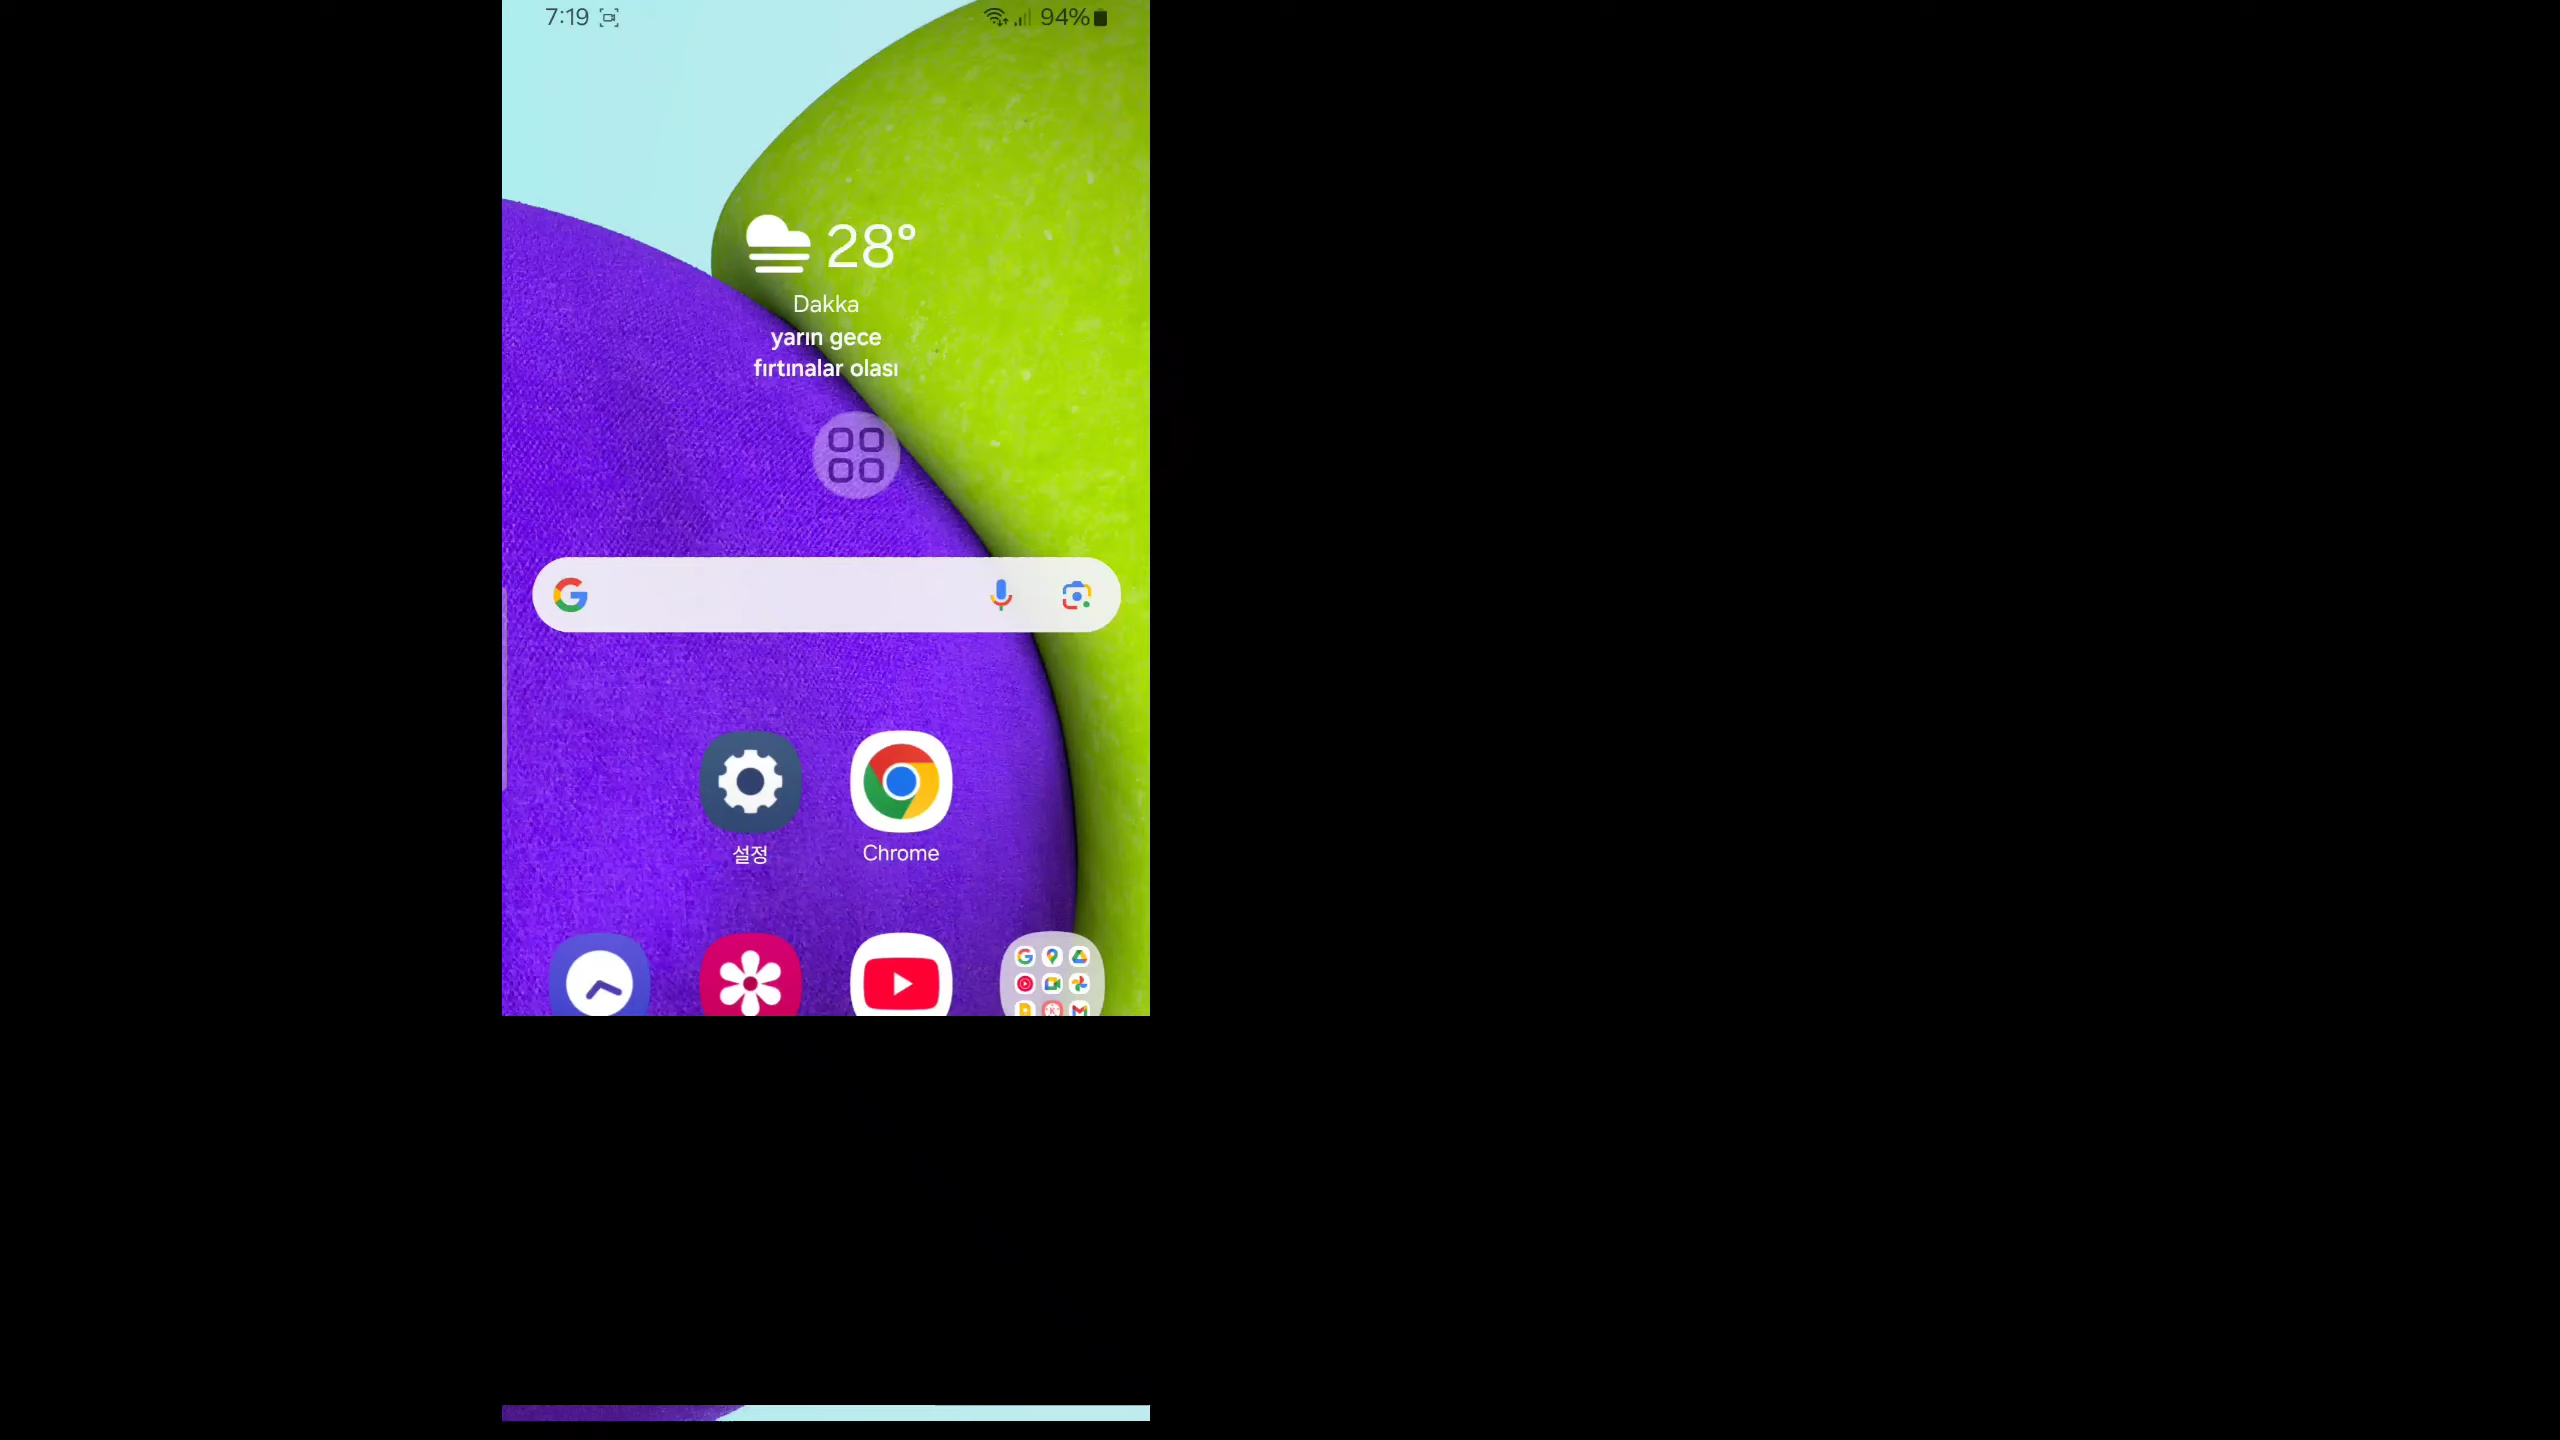 7:19
94%
28°
Dakka
yarın gece
fırtınalar olası
설정
Chrome